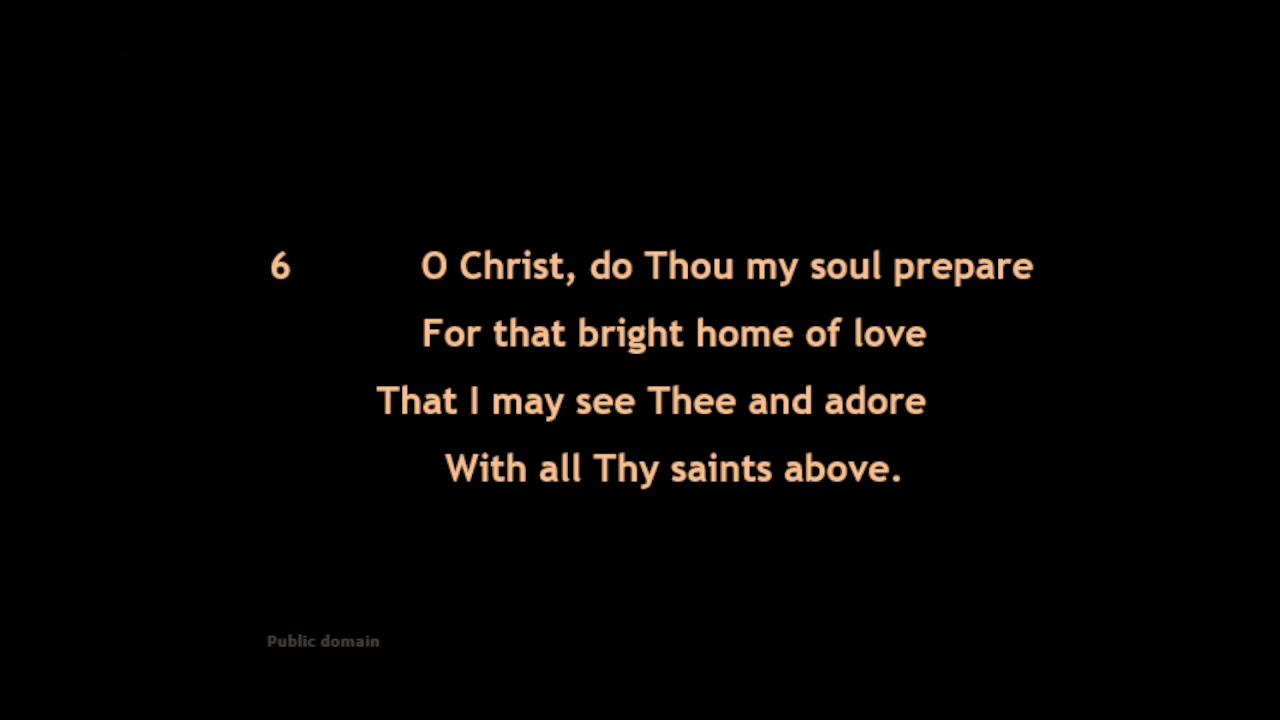 6 O Christ, do Thou my soul prepare
For that bright home of love
That I may see Thee and adore
With all Thy saints above.
Public domain